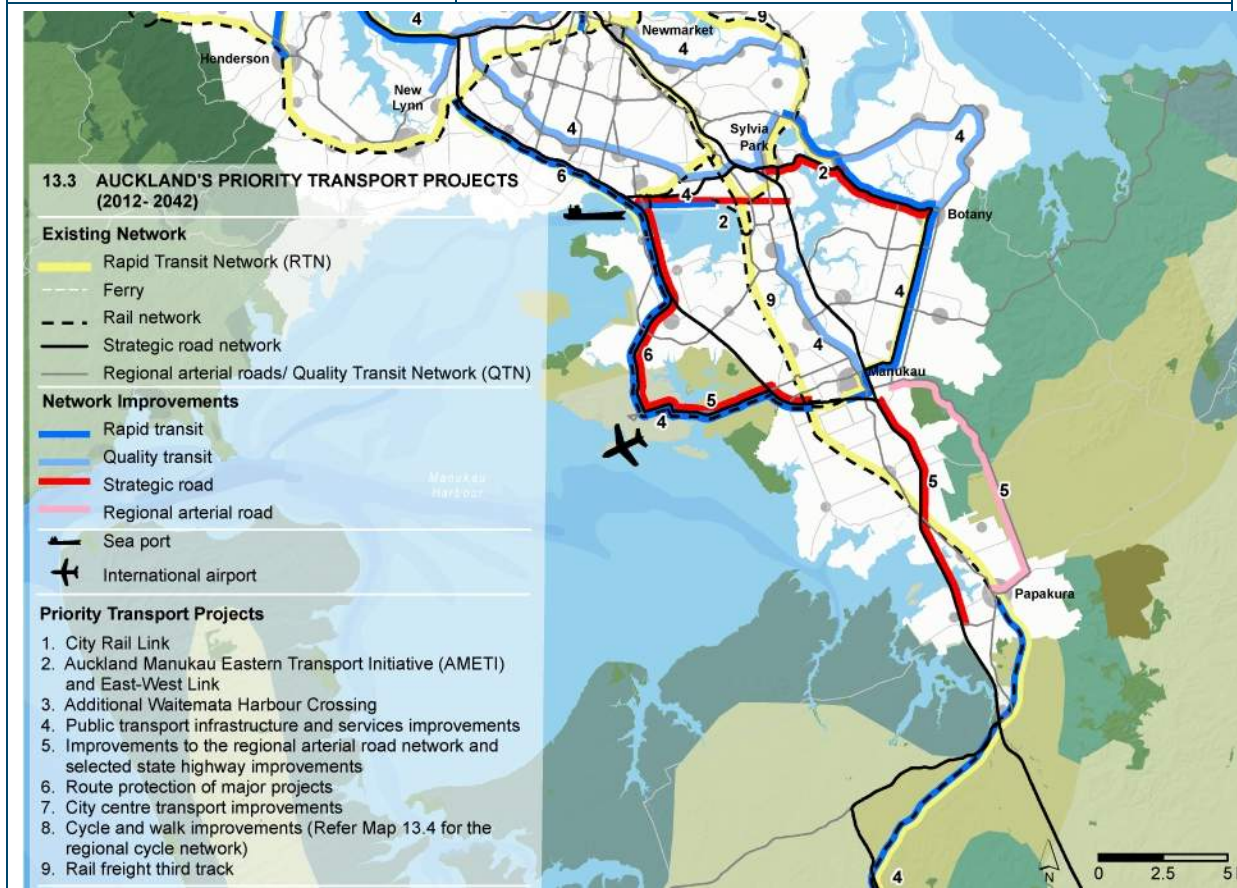 4
9
Newmarket
4
Henderson
New
Lynn
Sylvia
Park
4
4
2
6
4
2
Botany
4
9
4
6
Manukau
5
4
5
5
Papakura
4
Manukau
Harbour
13.3 AUCKLAND'S PRIORITY TRANSPORT PROJECTS
(2012- 2042)
Existing Network
Rapid Transit Network (RTN)
Ferry
Rail network
Strategic road network
Regional arterial roads/ Quality Transit Network (QTN)
Network Improvements
Rapid transit
Quality transit
Strategic road
Regional arterial road
Sea port
International airport
Priority Transport Projects
1. City Rail Link
2. Auckland Manukau Eastern Transport Initiative (AMETI)
and East-West Link
3. Additional Waitemata Harbour Crossing
4. Public transport infrastructure and services improvements
5. Improvements to the regional arterial road network and
selected state highway improvements
6. Route protection of major projects
7. City centre transport improvements
8. Cycle and walk improvements (Refer Map 13.4 for the
regional cycle network)
9. Rail freight third track
N
0 2.5 5